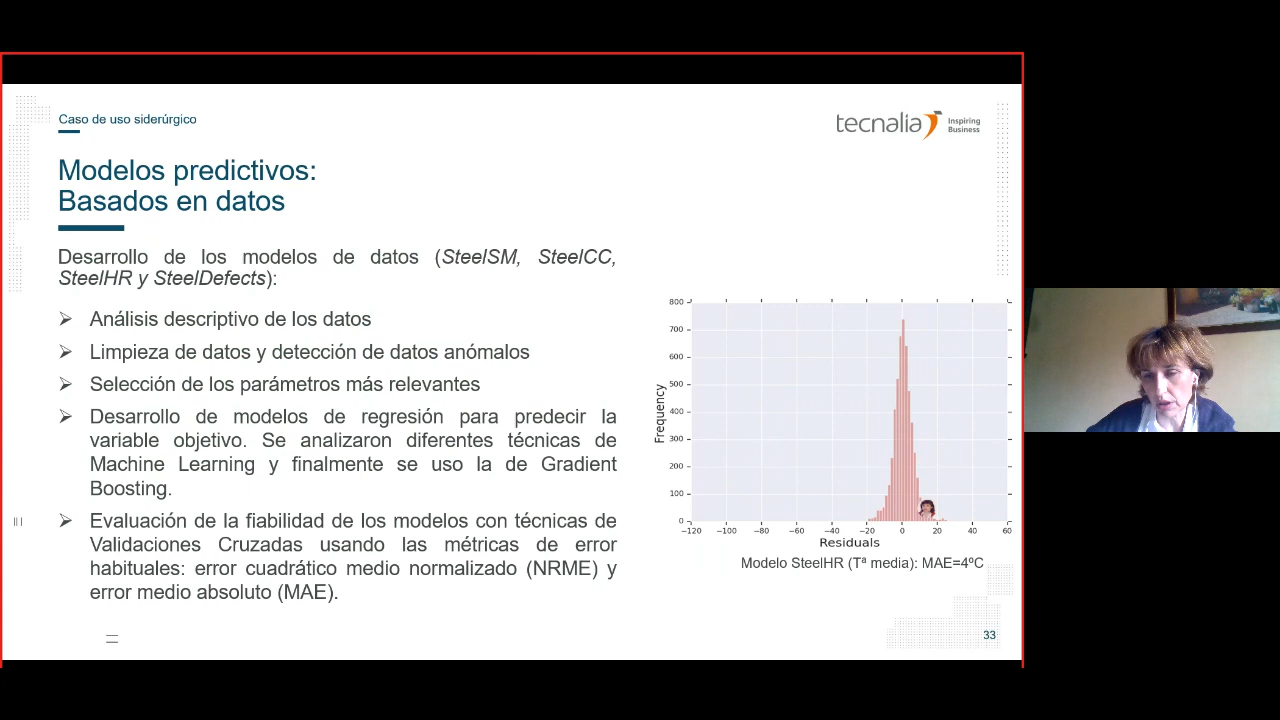 Caso de uso siderúrgico
tecnalia Inspiring
Business
Modelos predictivos:
Basados en datos
Desarrollo de los modelos de datos (SteelSM, SteelCC,
SteelHR y SteelDefects):
Análisis descriptivo de los datos
Limpieza de datos y detección de datos anómalos
Selección de los parámetros más relevantes
Desarrollo de modelos de regresión para predecir la
variable objetivo. Se analizaron diferentes técnicas de
Machine Learning y finalmente se uso la de Gradient
Boosting.
Evaluación de la fiabilidad de los modelos con técnicas de
Validaciones Cruzadas usando las métricas de error
habituales: error cuadrático medio normalizado (NRME) y
error medio absoluto (MAE).
800
700
600
500
400
300
200
100
0
Frequency
−120 −100 −80 −60 −40 −20 0 20 40 60
Residuals
Modelo SteelHR (Tª media): MAE=4ºC
33